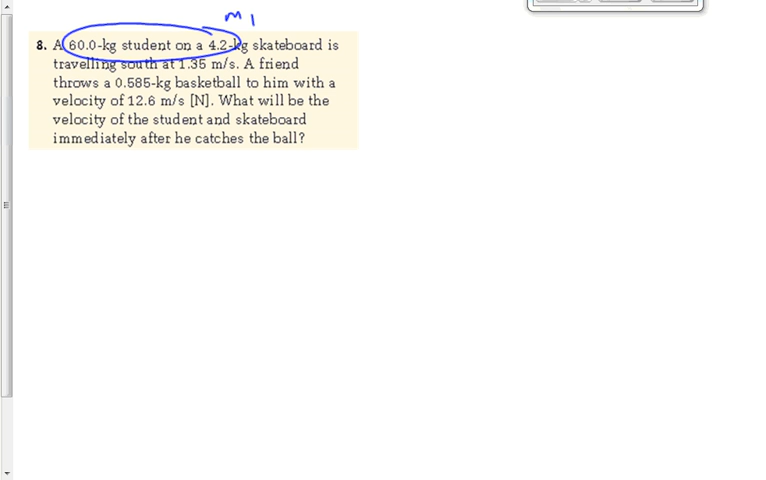 m1
8. A 60.0-kg student on a 4.2-kg skateboard is
travelling south at 1.35 m/s. A friend
throws a 0.585-kg basketball to him with a
velocity of 12.6 m/s [N]. What will be the
velocity of the student and skateboard
immediately after he catches the ball?